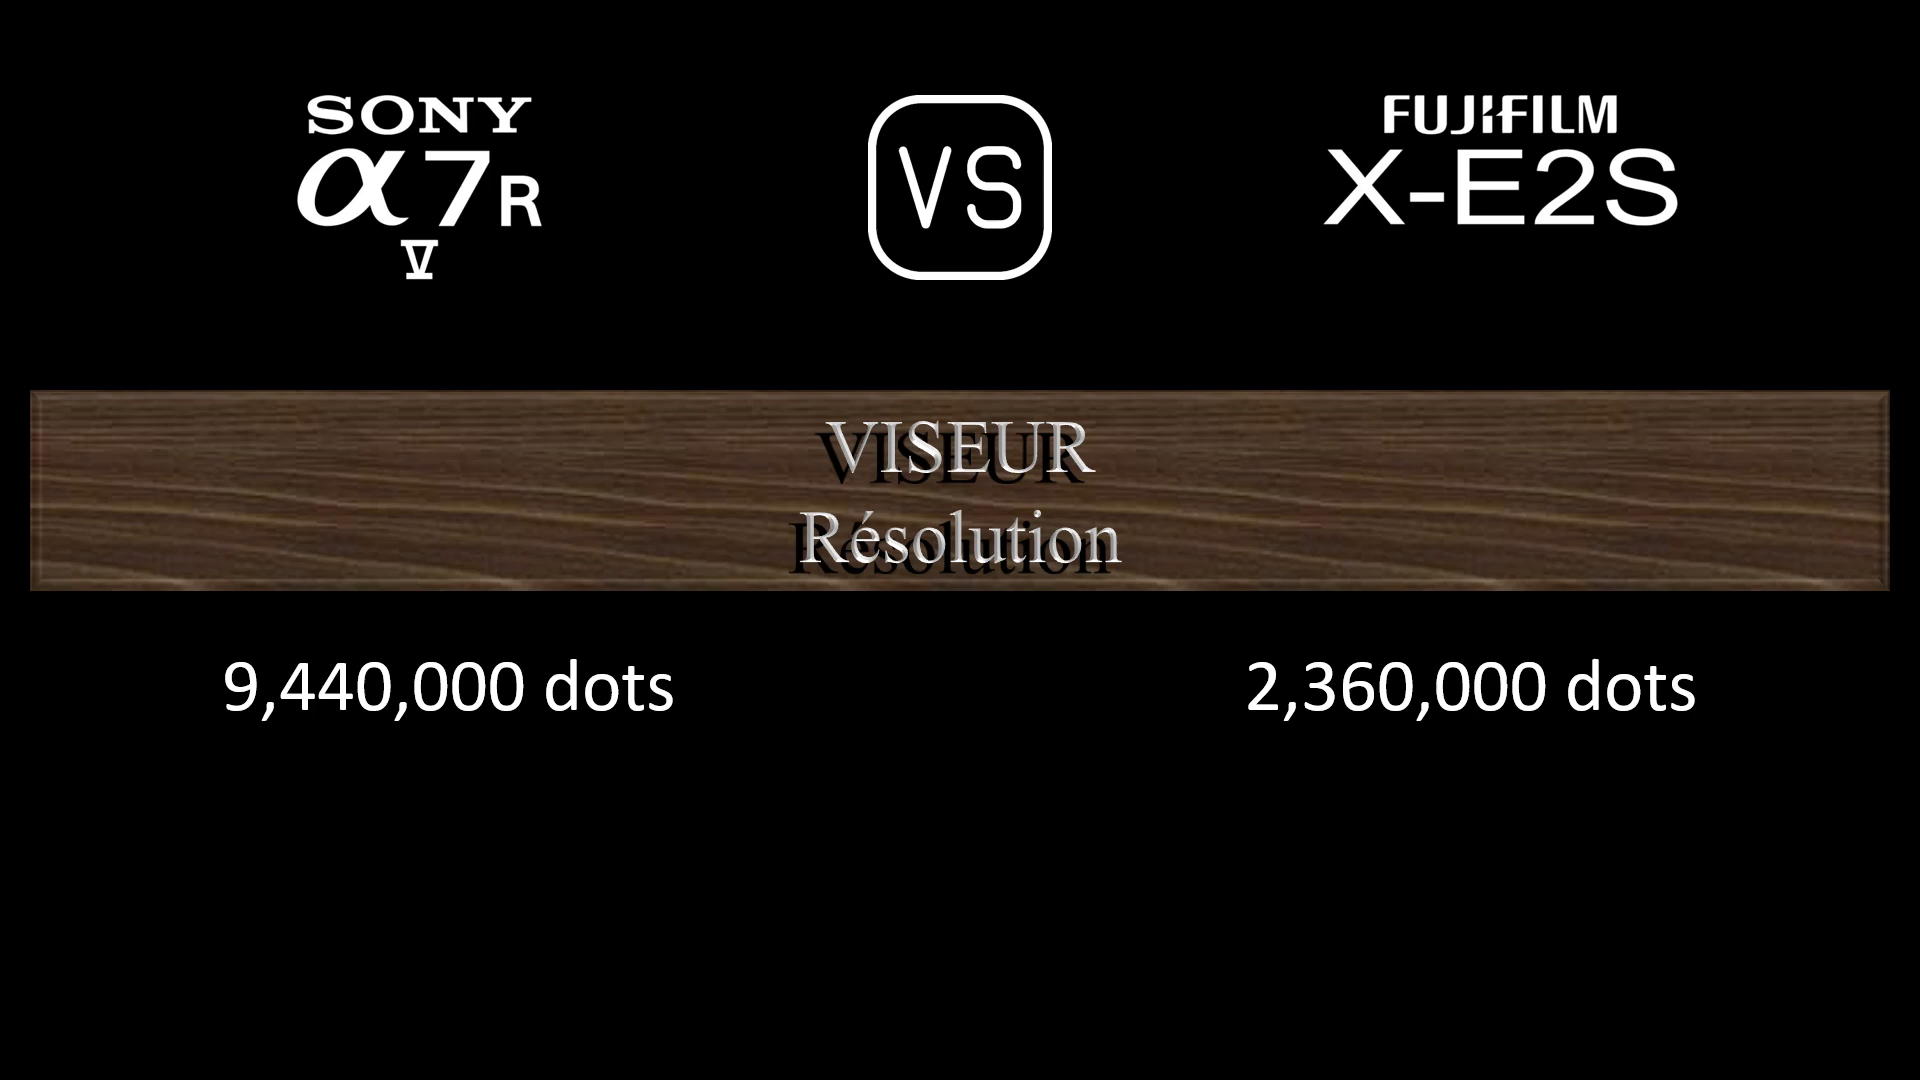 SONY
α7R
V
VS
FUJIFILM
X-E2S
VISEUR
Résolution
9,440,000 dots
2,360,000 dots